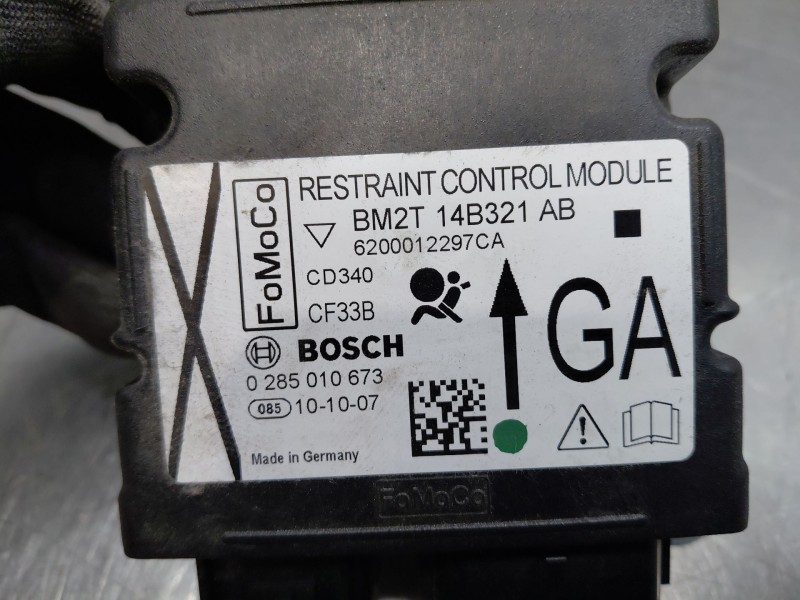 FoMoCo
RESTRAINT CONTROL MODULE
BM2T 14B321 AB
6200012297CA
CD340
CF33B
GA
BOSCH
0 285 010 673
085 10-10-07
Made in Germany
FoMoCo